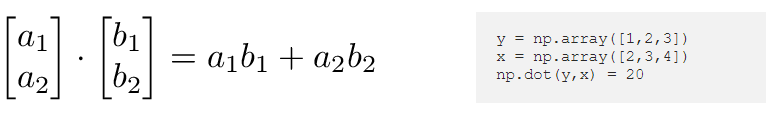 [a₁ a₂] · [b₁ b₂] = a₁b₁ + a₂b₂
y = np.array([1,2,3])
x = np.array([2,3,4])
np.dot(y,x) = 20